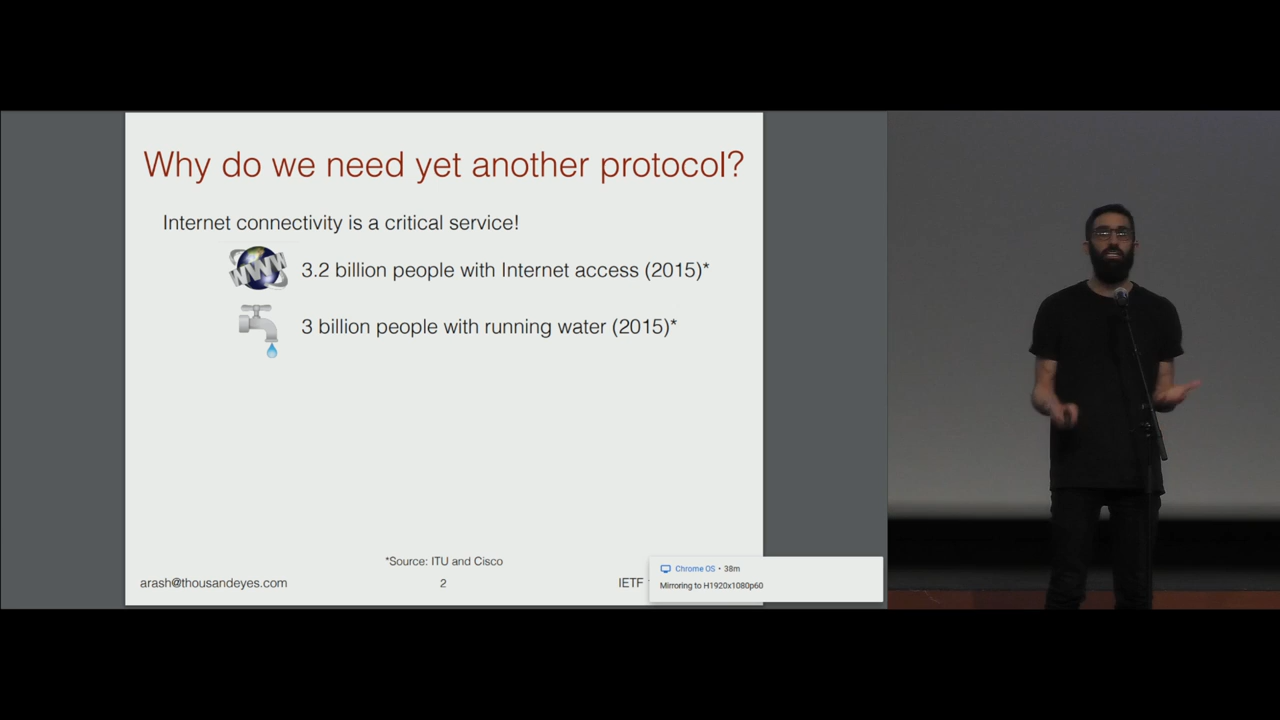 Why do we need yet another protocol?
Internet connectivity is a critical service!
WWW
3.2 billion people with Internet access (2015)*
3 billion people with running water (2015)*
*Source: ITU and Cisco
arash@thousandeyes.com
2
IETF
Chrome OS • 38m
Mirroring to H1920x1080p60